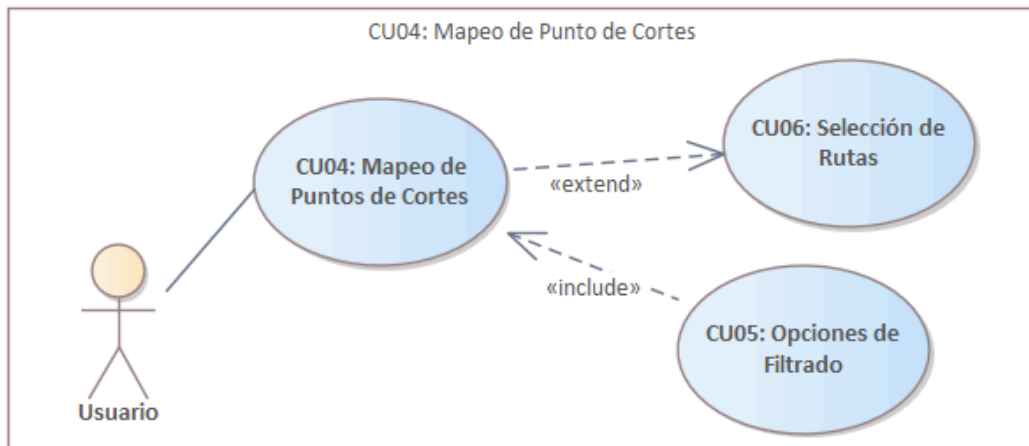 CU04: Mapeo de Punto de Cortes
CU06: Selección de
Rutas
CU04: Mapeo de
Puntos de Cortes
«extend»
«include»
CU05: Opciones de
Filtrado
Usuario